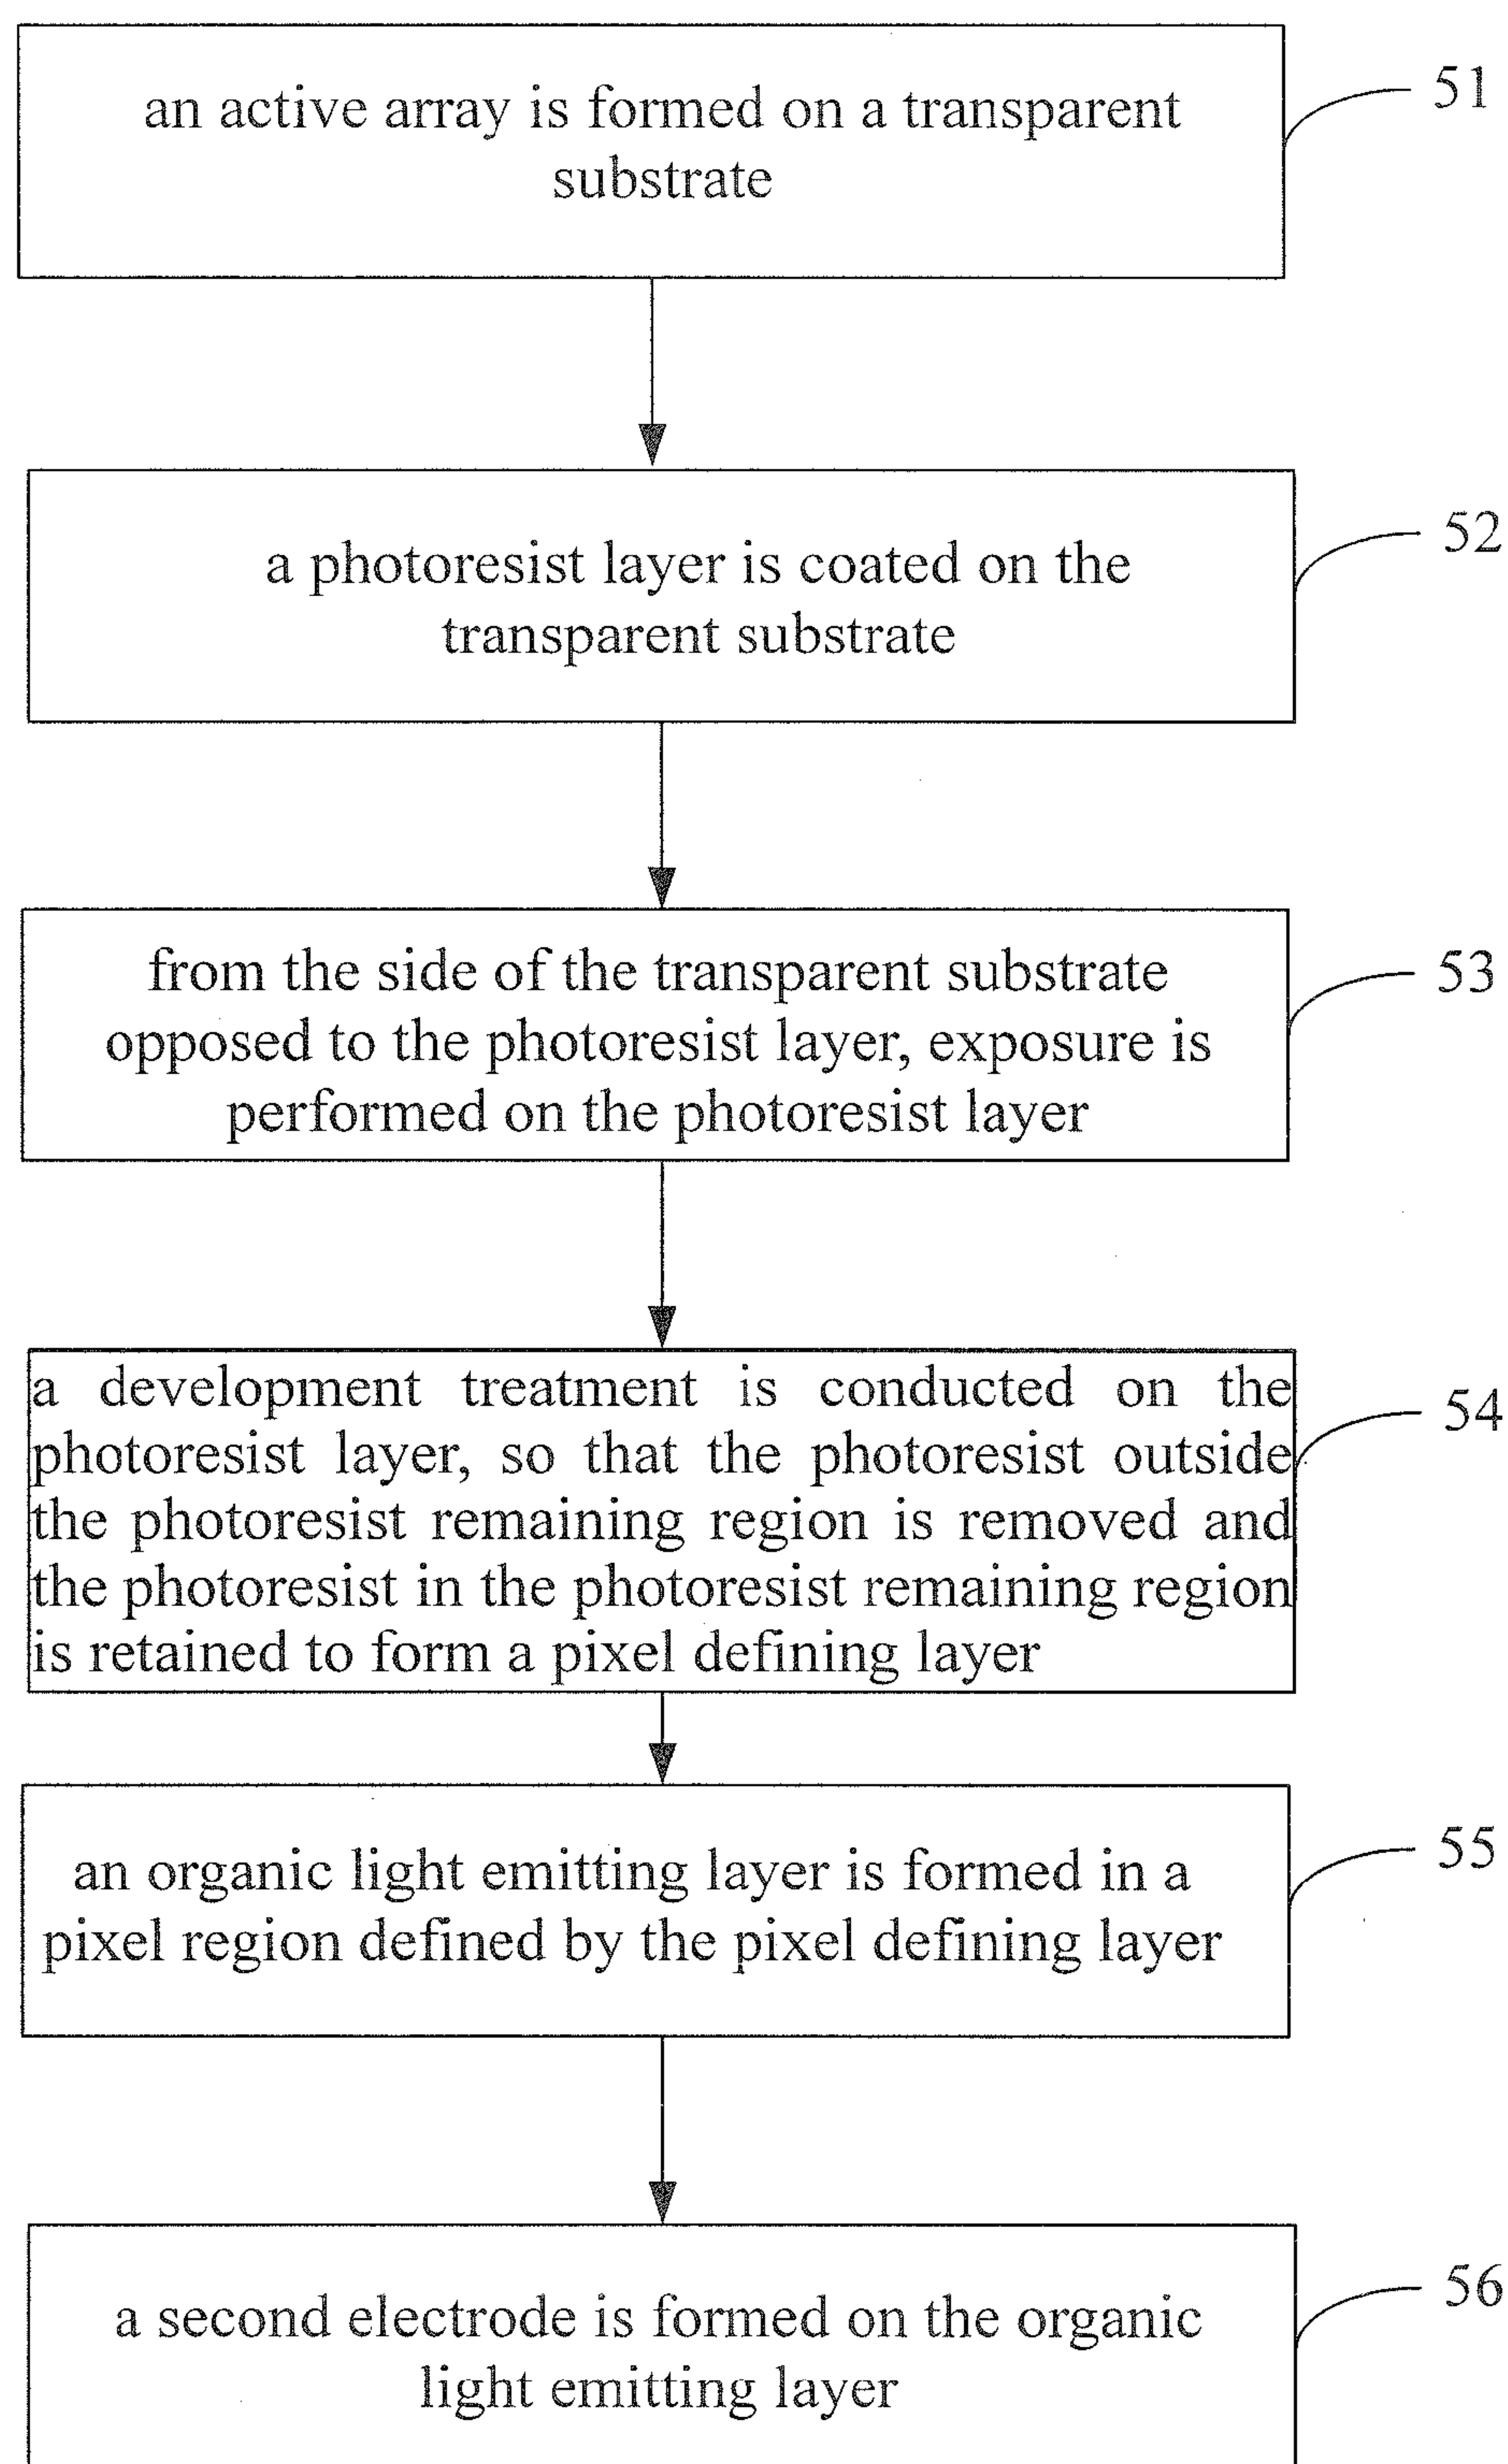 an active array is formed on a transparent
substrate
51
a photoresist layer is coated on the
transparent substrate
52
from the side of the transparent substrate
opposed to the photoresist layer, exposure is
performed on the photoresist layer
53
a development treatment is conducted on the
photoresist layer, so that the photoresist outside
the photoresist remaining region is removed and
the photoresist in the photoresist remaining region
is retained to form a pixel defining layer
54
an organic light emitting layer is formed in a
pixel region defined by the pixel defining layer
55
a second electrode is formed on the organic
light emitting layer
56